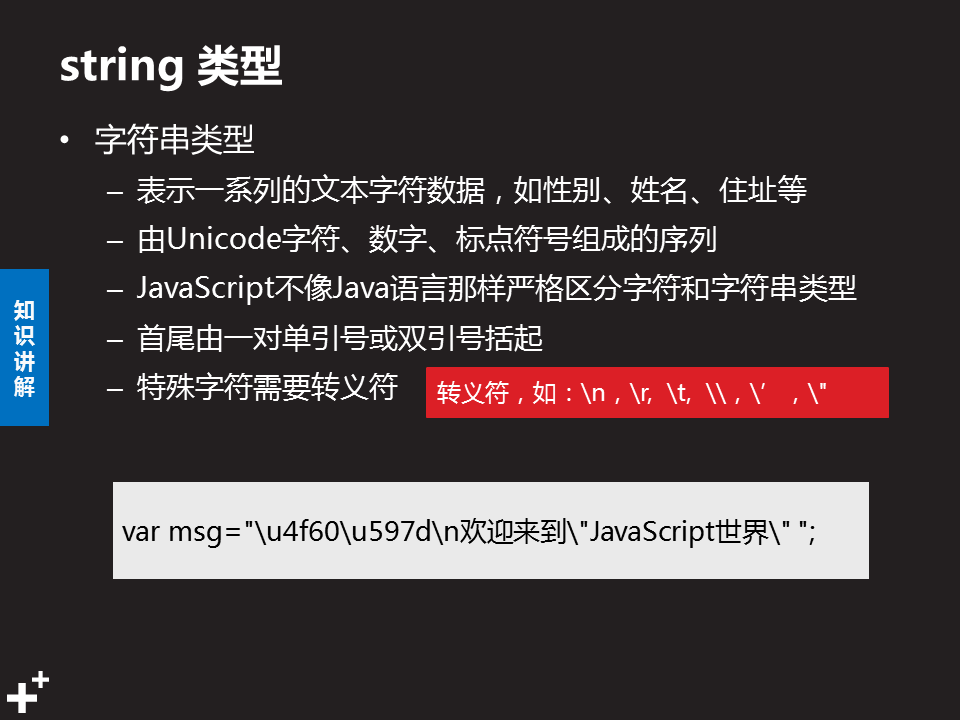 string 类型
• 字符串类型
– 表示一系列的文本字符数据，如性别、姓名、住址等
– 由Unicode字符、数字、标点符号组成的序列
– JavaScript不像Java语言那样严格区分字符和字符串类型
– 首尾由一对单引号或双引号括起
– 特殊字符需要转义符
转义符，如：\n，\r, \t, \\，\’ ，\"
知识讲解
var msg="\u4f60\u597d\n欢迎来到\"JavaScript世界\" ";